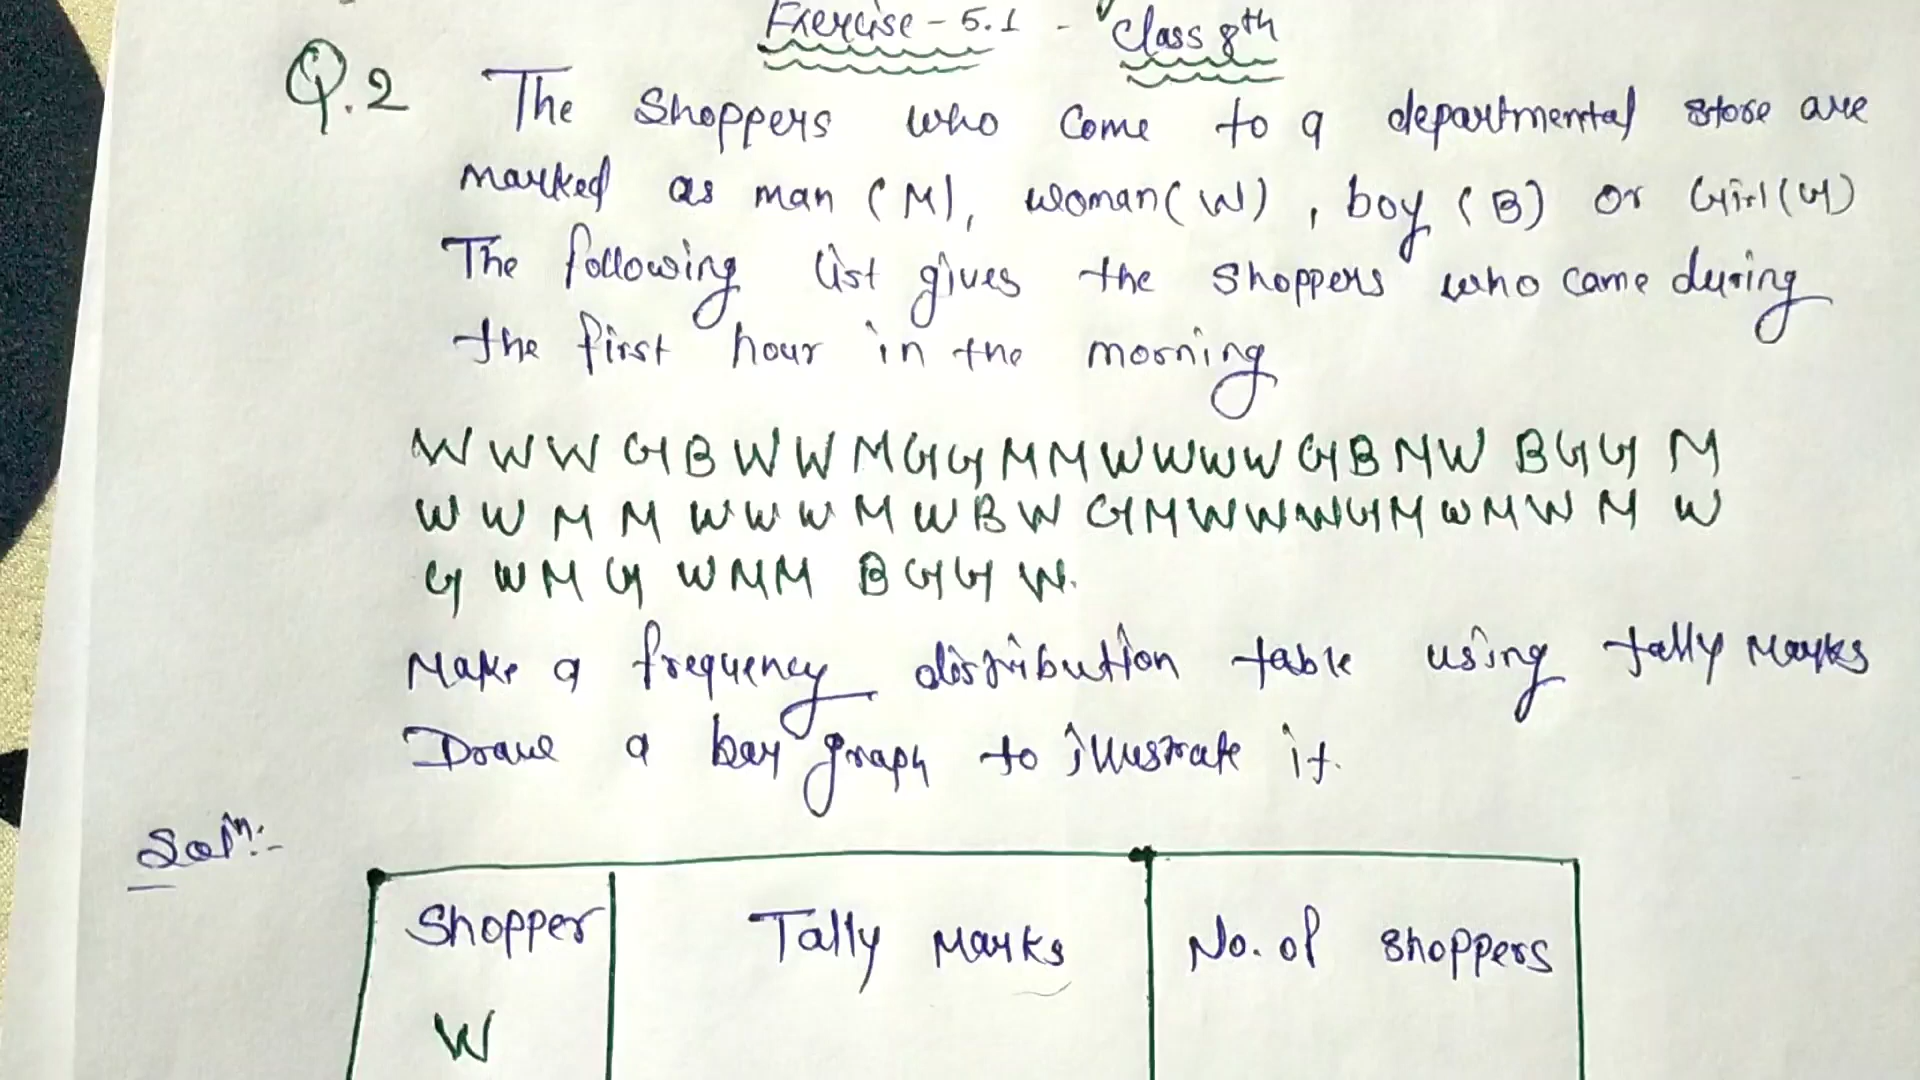 Exercise - 5.1 - Class 8th
Q.2 The Shoppers who come to a departmental store are
marked as man (M), woman (W), boy (B) or Girl (G)
The following list gives the shoppers who came during
the first hour in the morning
W W W G B W W M G G M M W W W W G B M W B G G M
W W M M W W W M W B W G M W W W W G M W M W M W
G W M G W M M B G G W.
Make a frequency distribution table using tally Marks
Draw a bar graph to illustrate it.
Solⁿ:-
Shopper Tally Marks No. of shoppers
W